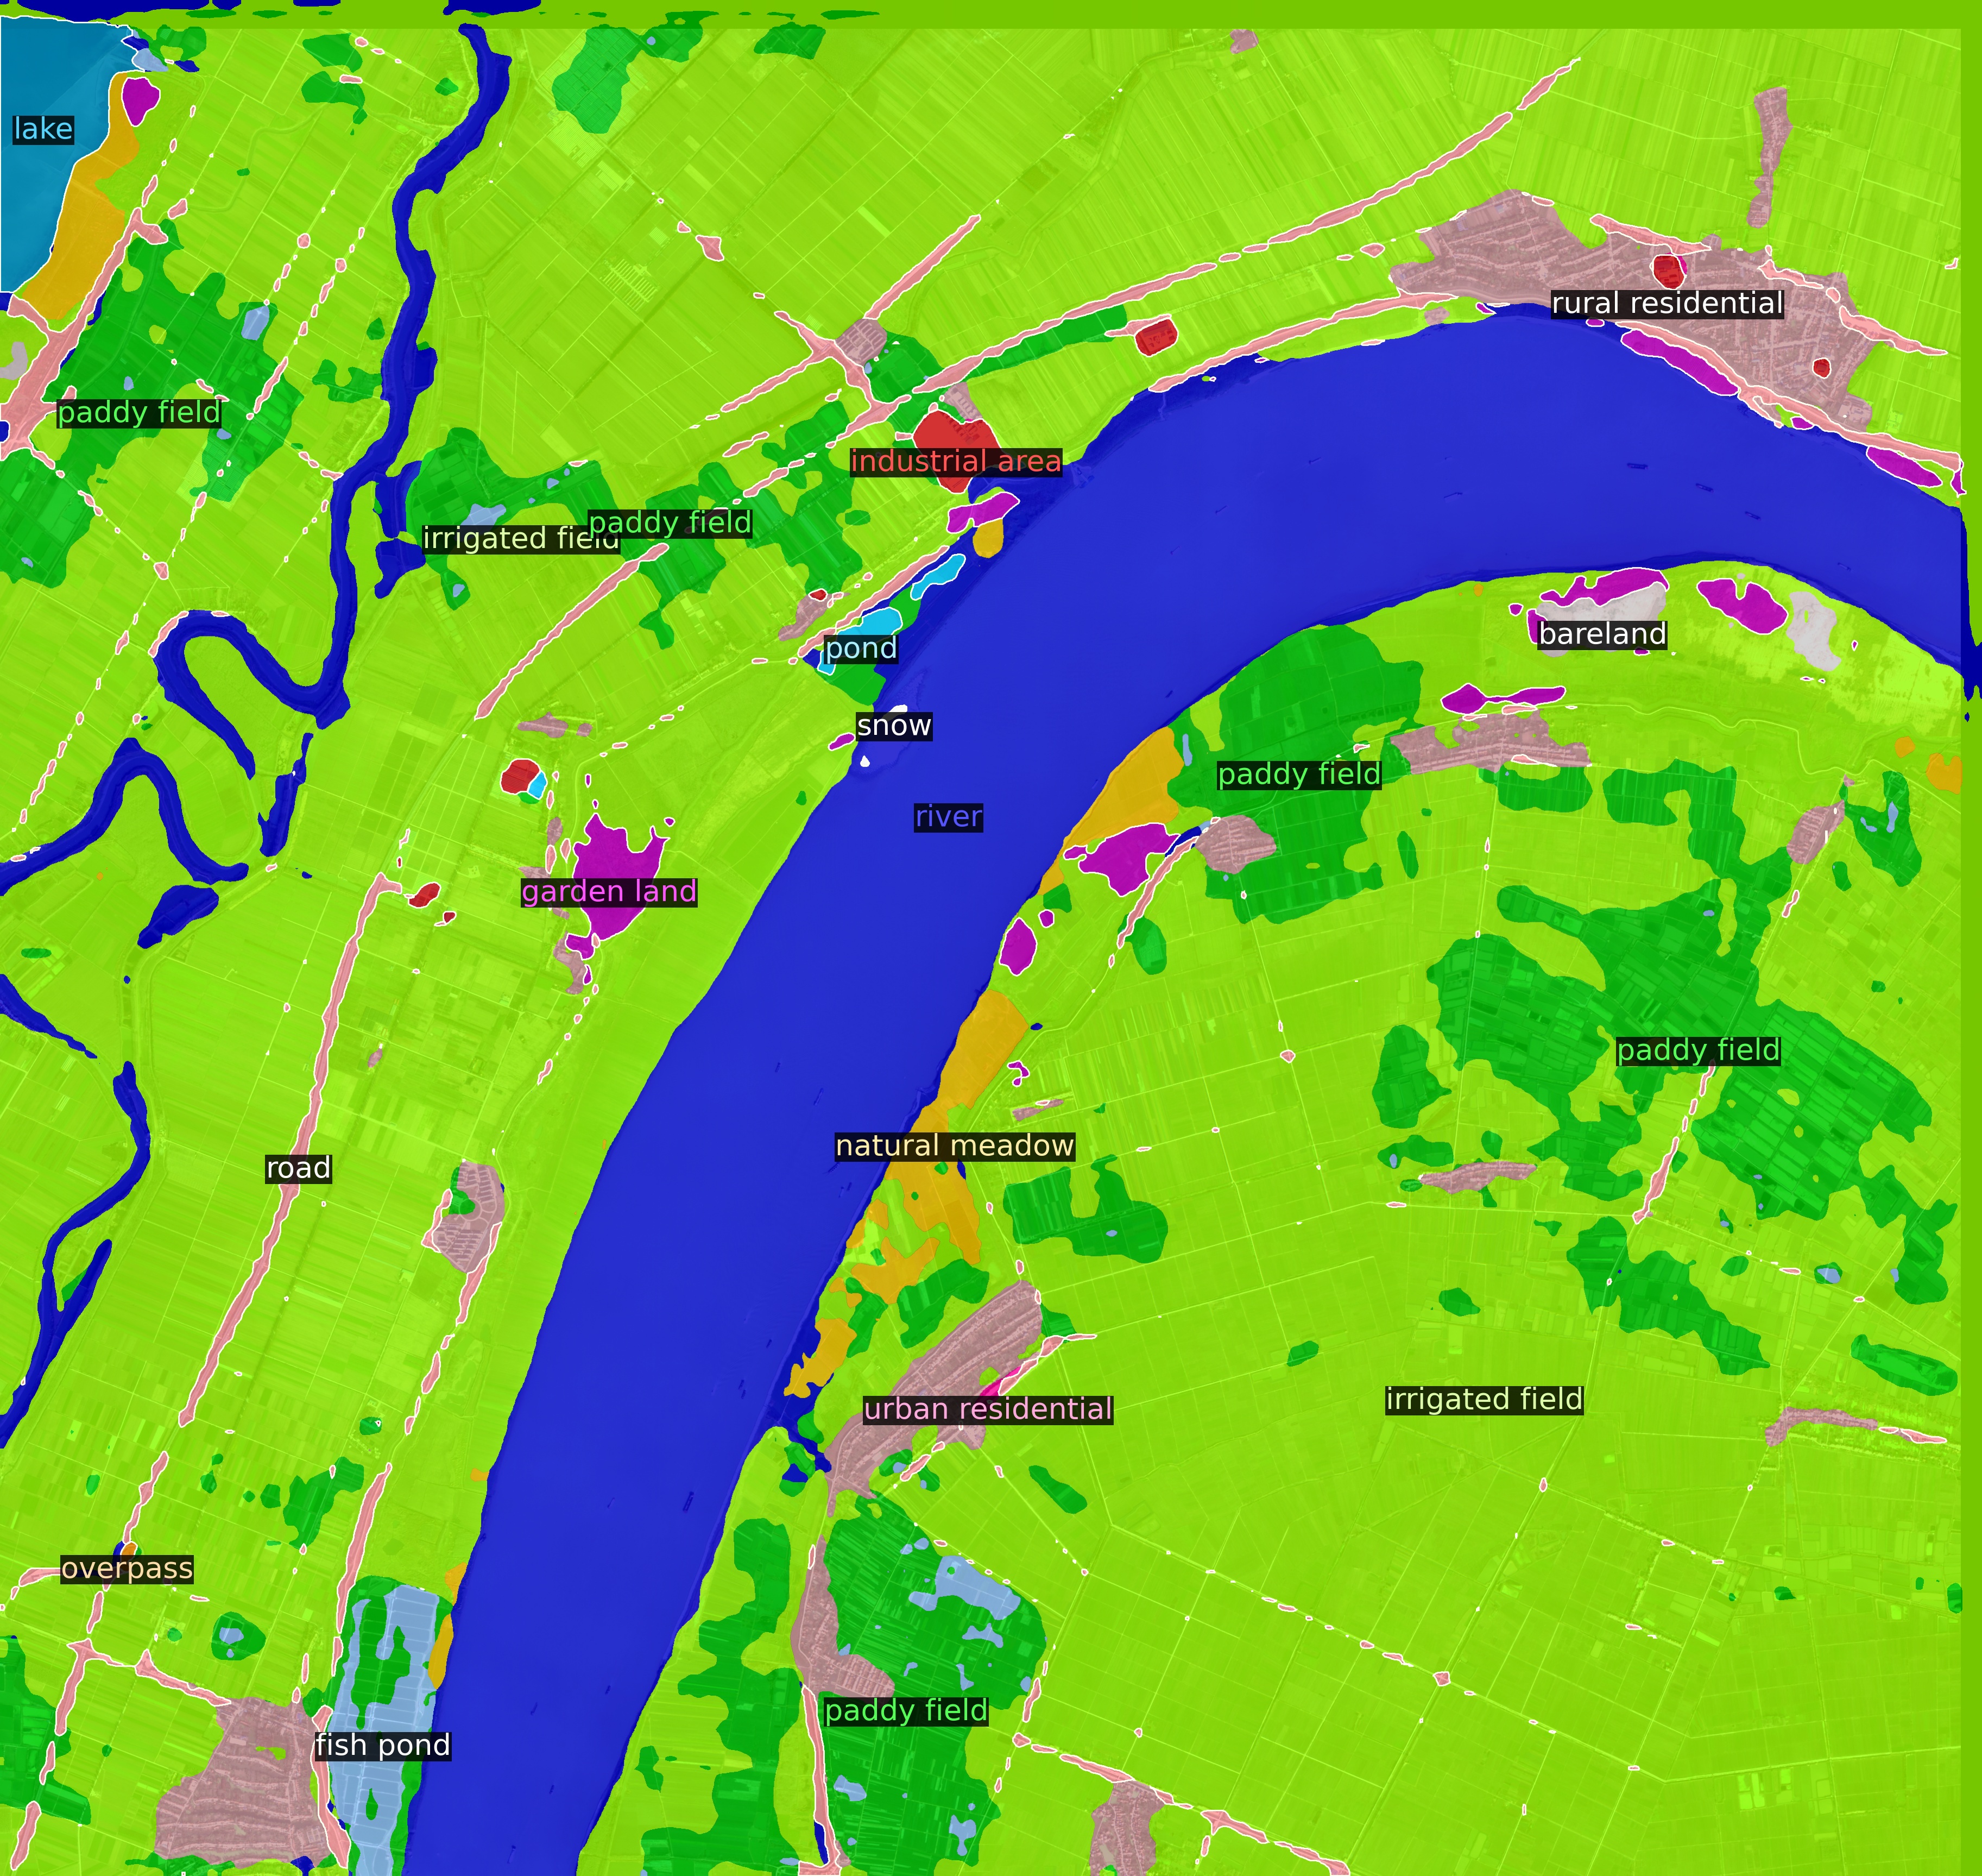 lake
rural residential
paddy field
industrial area
paddy field
irrigated field
bareland
pond
snow
paddy field
river
garden land
paddy field
natural meadow
road
irrigated field
urban residential
overpass
paddy field
fish pond